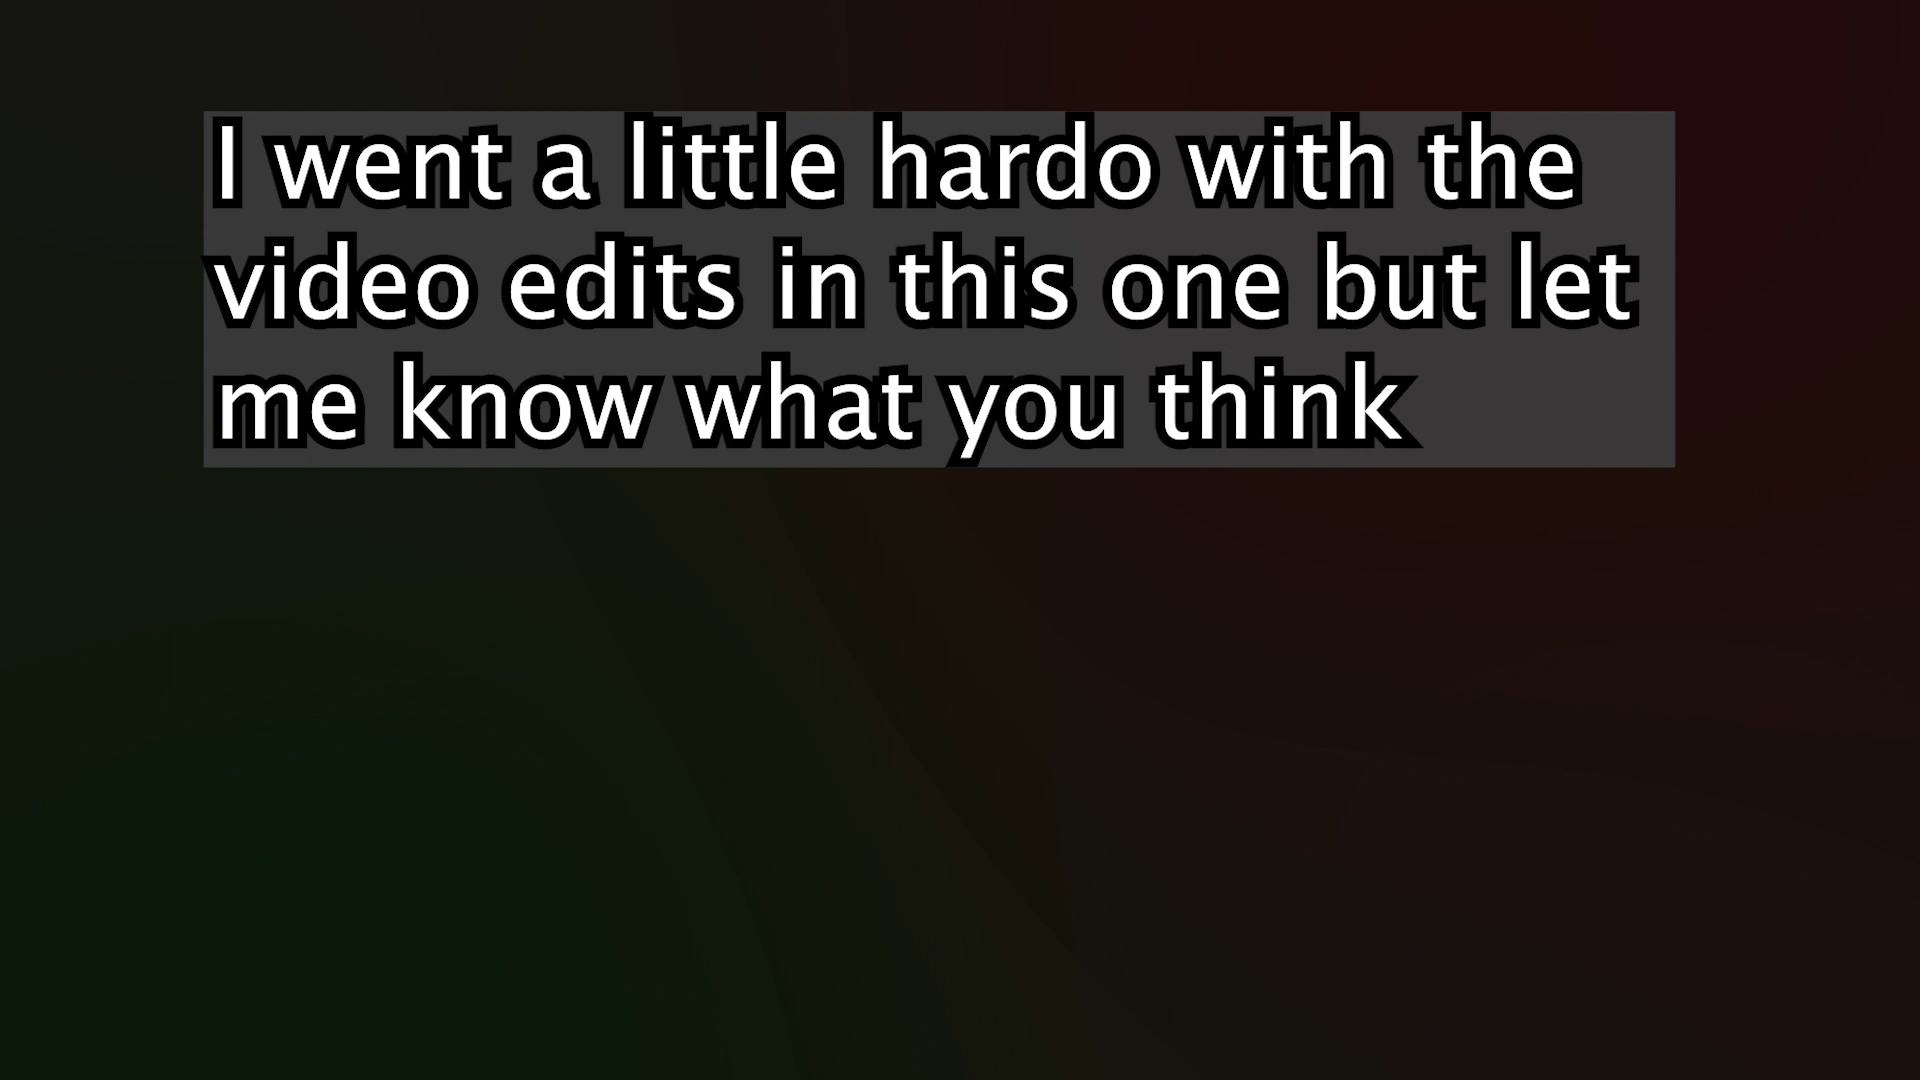 I went a little hardo with the
video edits in this one but let
me know what you think